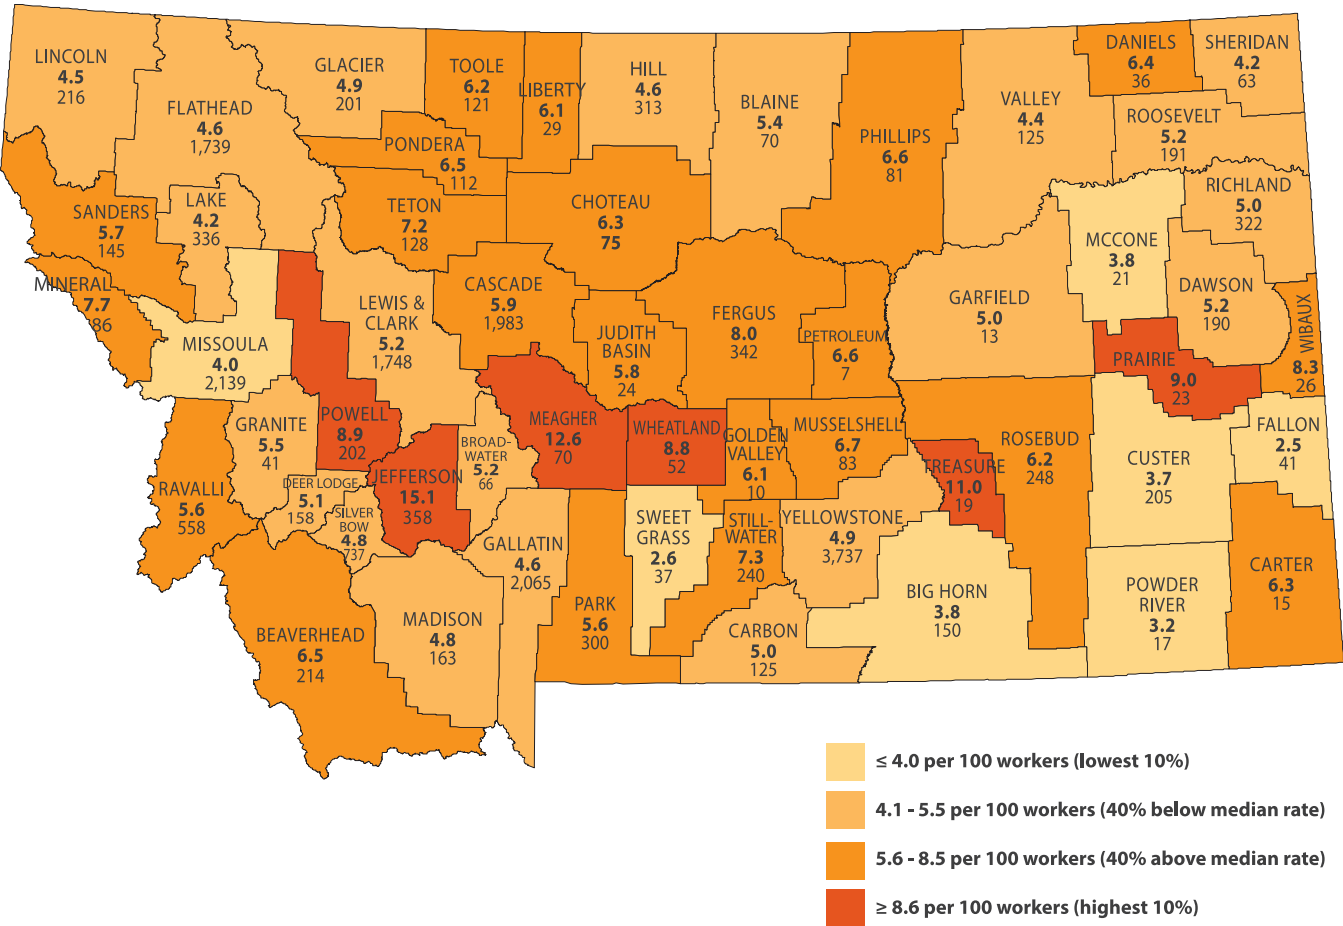 LINCOLN
4.5
216
FLATHEAD
4.6
1,739
GLACIER
4.9
201
TOOLE
6.2
121
LIBERTY
6.1
29
HILL
4.6
313
BLAINE
5.4
70
PHILLIPS
6.6
81
VALLEY
4.4
125
DANIELS
6.4
36
SHERIDAN
4.2
63
ROOSEVELT
5.2
191
PONDERA
6.5
112
SANDERS
5.7
145
LAKE
4.2
336
TETON
7.2
128
CHOTEAU
6.3
75
RICHLAND
5.0
322
MCCONE
3.8
21
MINERAL
7.7
86
MISSOULA
4.0
2,139
LEWIS &
CLARK
5.2
1,748
CASCADE
5.9
1,983
JUDITH
BASIN
5.8
24
FERGUS
8.0
342
PETROLEUM
6.6
7
GARFIELD
5.0
13
DAWSON
5.2
190
WIBAUX
8.3
26
PRAIRIE
9.0
23
GRANITE
5.5
41
POWELL
8.9
202
BROAD-
WATER
5.2
66
MEAGHER
12.6
70
WHEATLAND
8.8
52
GOLDEN
VALLEY
6.1
10
MUSSELSHELL
6.7
83
TREASURE
11.0
19
ROSEBUD
6.2
248
CUSTER
3.7
205
FALLON
2.5
41
RAVALLI
5.6
558
DEER LODGE
5.1
158
SILVER
BOW
4.8
737
JEFFERSON
15.1
358
GALLATIN
4.6
2,065
SWEET
GRASS
2.6
37
STILL-
WATER
7.3
240
YELLOWSTONE
4.9
3,737
BIG HORN
3.8
150
POWDER
RIVER
3.2
17
CARTER
6.3
15
BEAVERHEAD
6.5
214
MADISON
4.8
163
PARK
5.6
300
CARBON
5.0
125
≤ 4.0 per 100 workers (lowest 10%)
4.1 - 5.5 per 100 workers (40% below median rate)
5.6 - 8.5 per 100 workers (40% above median rate)
≥ 8.6 per 100 workers (highest 10%)